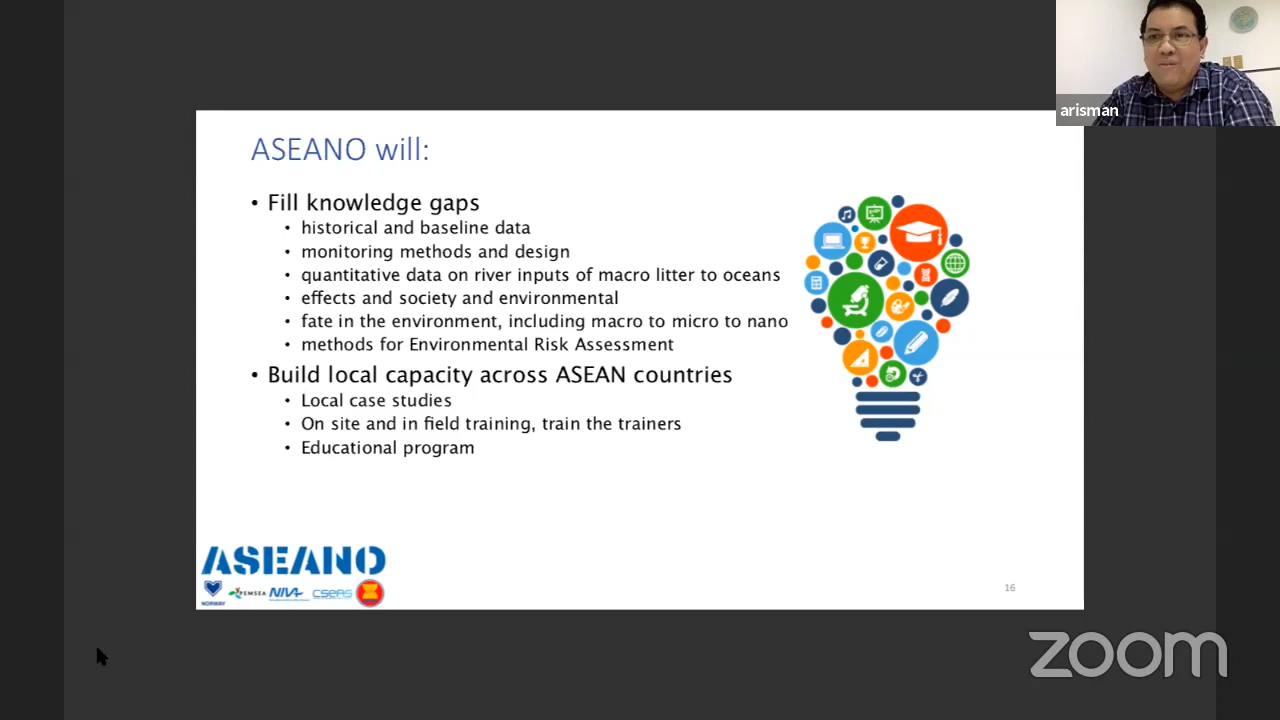 arisman
ASEANO will:
• Fill knowledge gaps
• historical and baseline data
• monitoring methods and design
• quantitative data on river inputs of macro litter to oceans
• effects and society and environmental
• fate in the environment, including macro to micro to nano
• methods for Environmental Risk Assessment
• Build local capacity across ASEAN countries
• Local case studies
• On site and in field training, train the trainers
• Educational program
ASEANO
NORWAY PEMSEA NIVA CSEAS
16
zoom